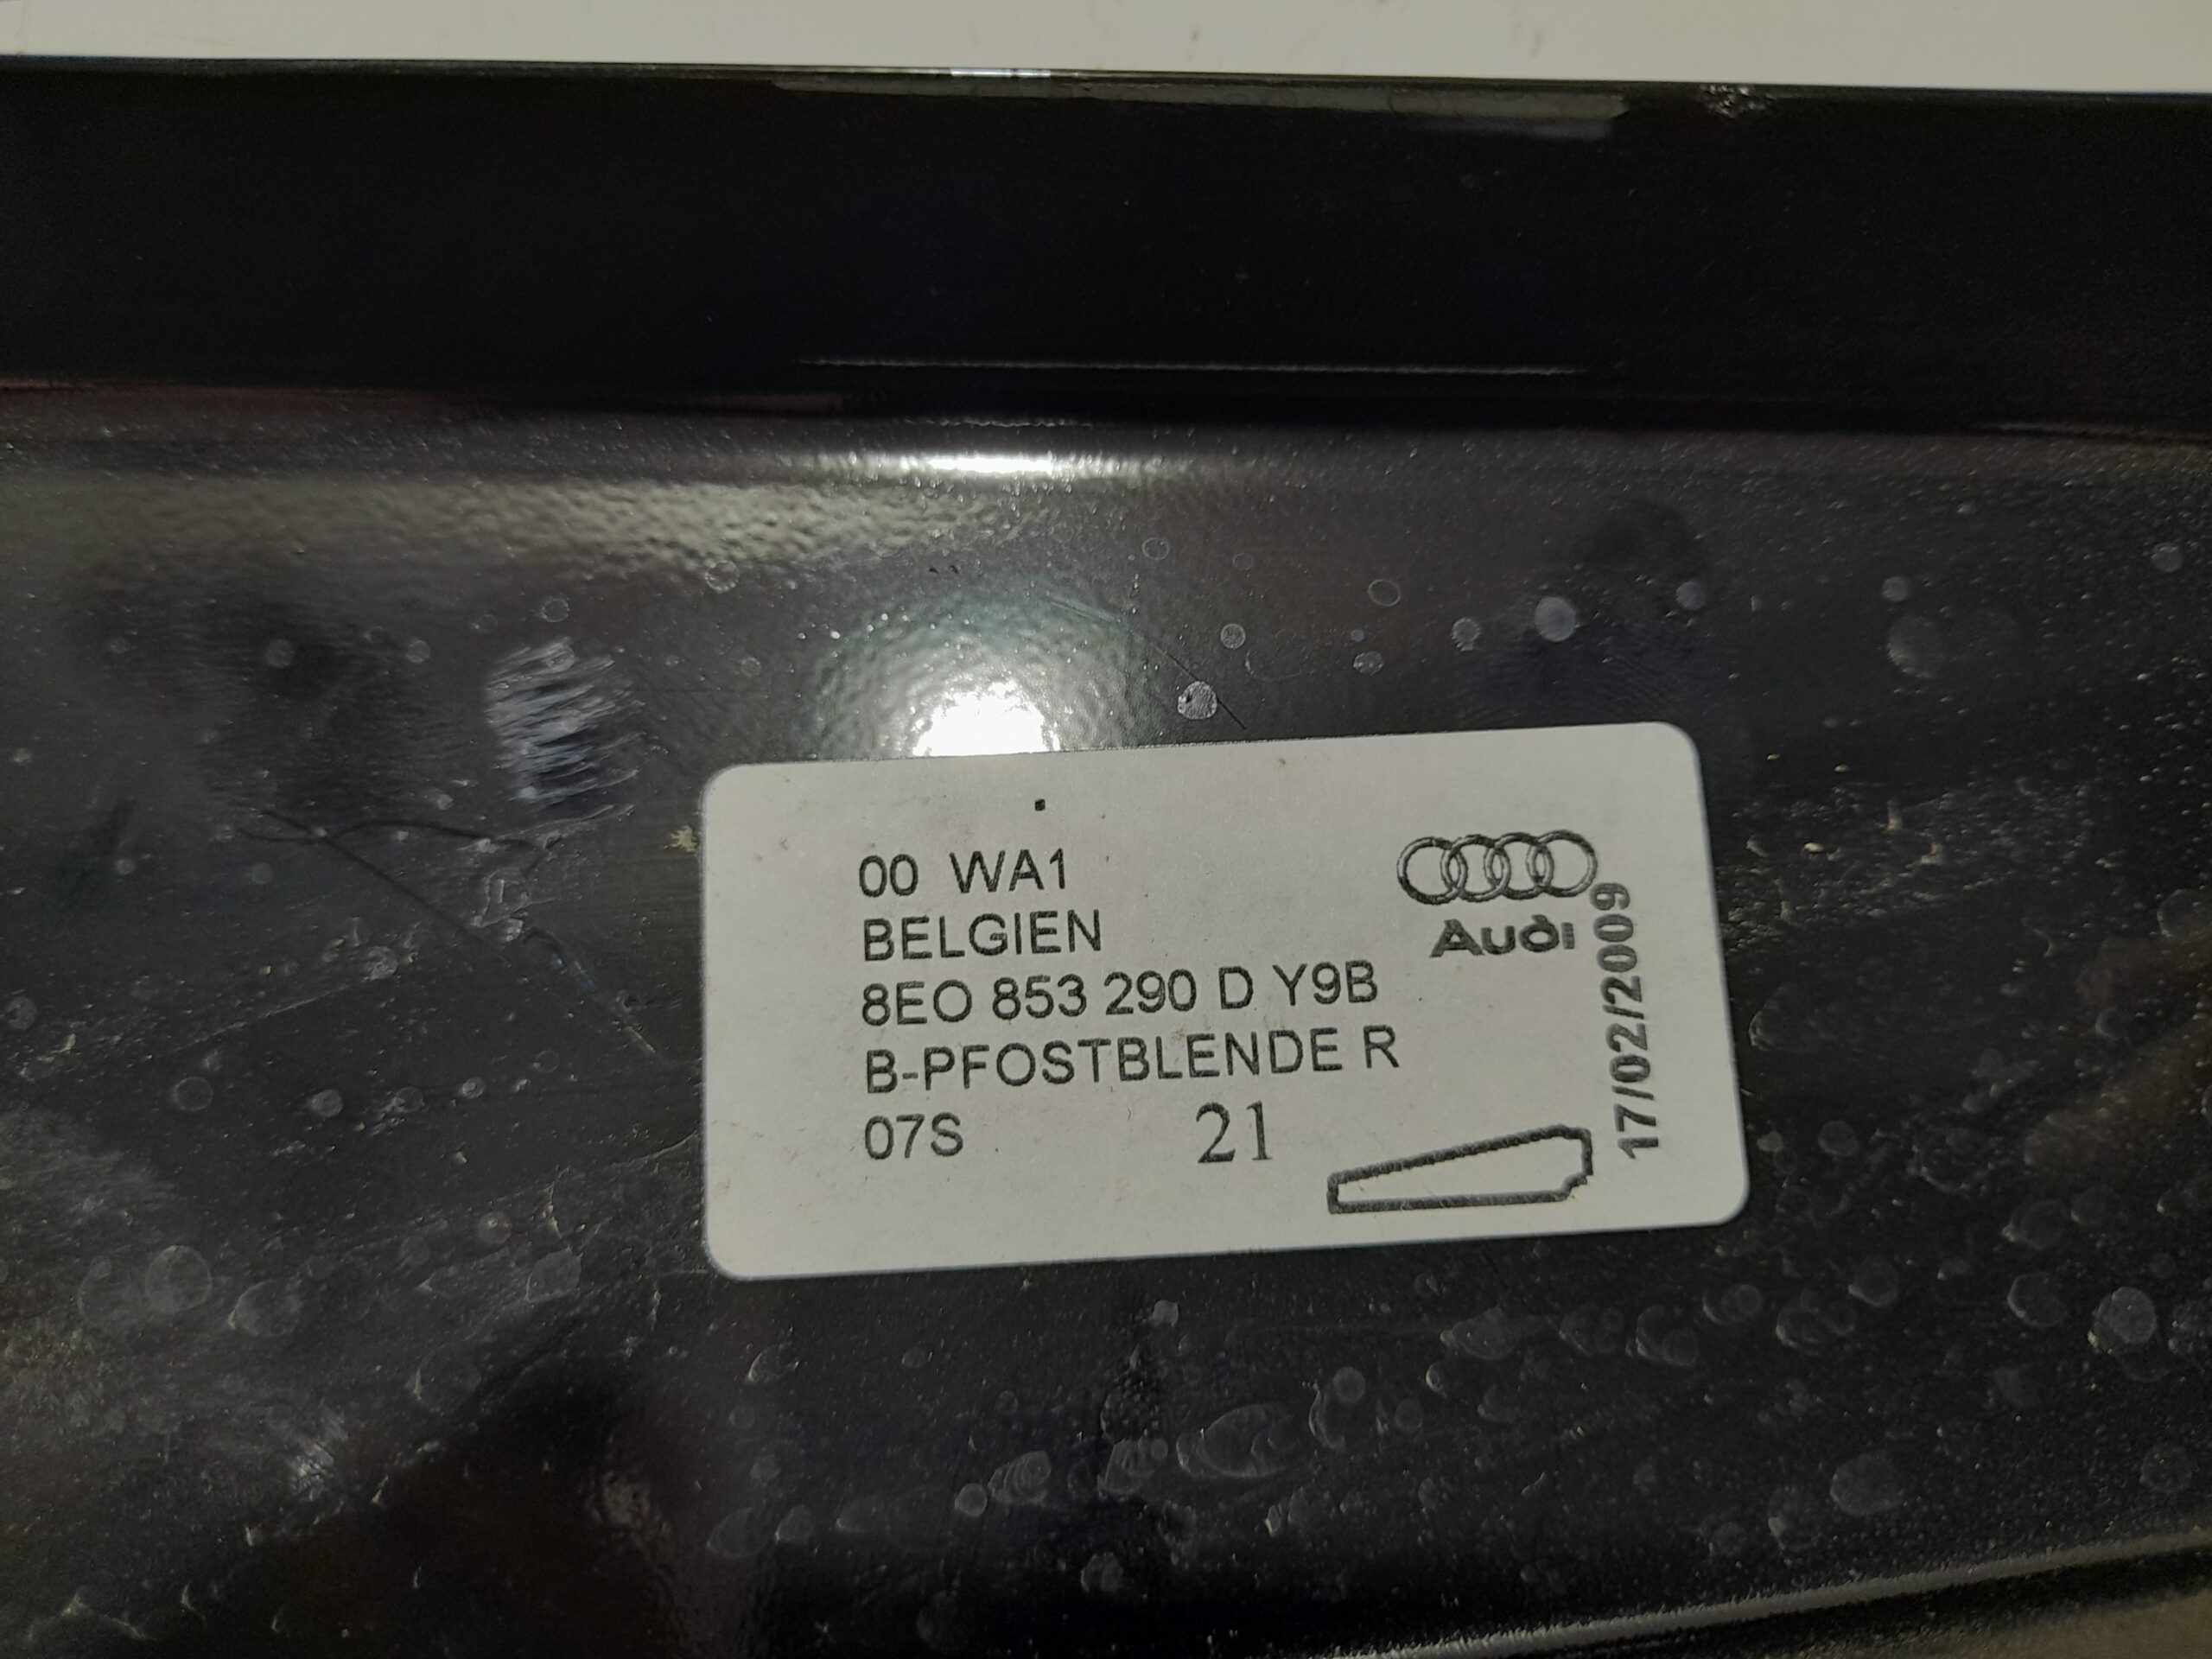 00 WA1
BELGIEN
8EO 853 290 D Y9B
B-PFOSTBLENDE R
07S 21
Audi
17/02/2009